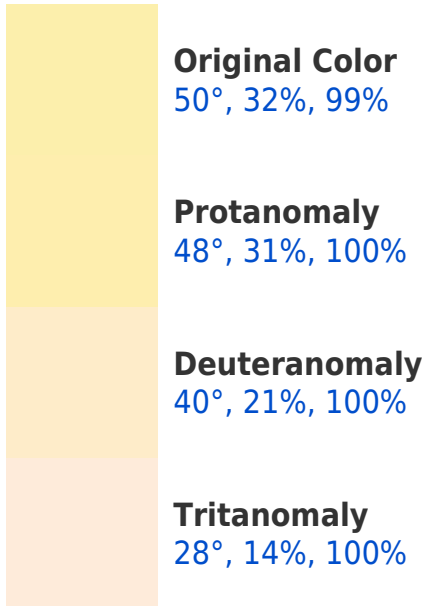 Original Color
50°, 32%, 99%
Protanomaly
48°, 31%, 100%
Deuteranomaly
40°, 21%, 100%
Tritanomaly
28°, 14%, 100%